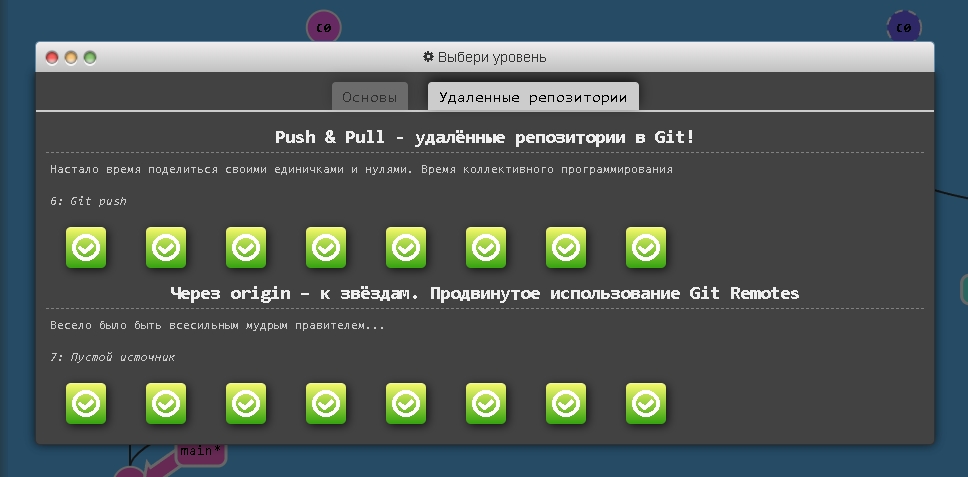 C0
C0
Выбери уровень
Основы
Удаленные репозитории
Push & Pull - удалённые репозитории в Git!
Настало время поделиться своими единичками и нулями. Время коллективного программирования
6: Git push
Через origin – к звёздам. Продвинутое использование Git Remotes
Весело было быть всесильным мудрым правителем...
7: Пустой источник
main*